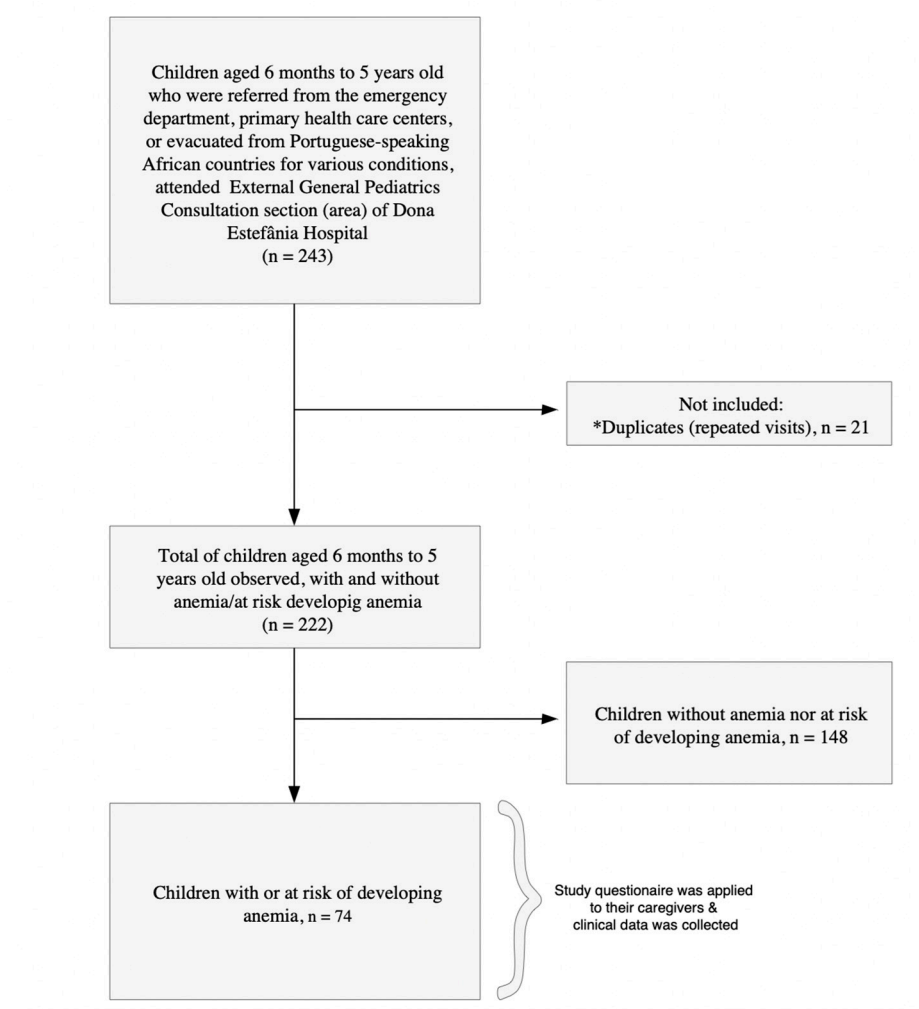 Children aged 6 months to 5 years old
who were referred from the emergency
department, primary health care centers,
or evacuated from Portuguese-speaking
African countries for various conditions,
attended External General Pediatrics
Consultation section (area) of Dona
Estefânia Hospital
(n = 243)
Not included:
*Duplicates (repeated visits), n = 21
Total of children aged 6 months to 5
years old observed, with and without
anemia/at risk developig anemia
(n = 222)
Children without anemia nor at risk
of developing anemia, n = 148
Children with or at risk of developing
anemia, n = 74
Study questionaire was applied
to their caregivers &
clinical data was collected